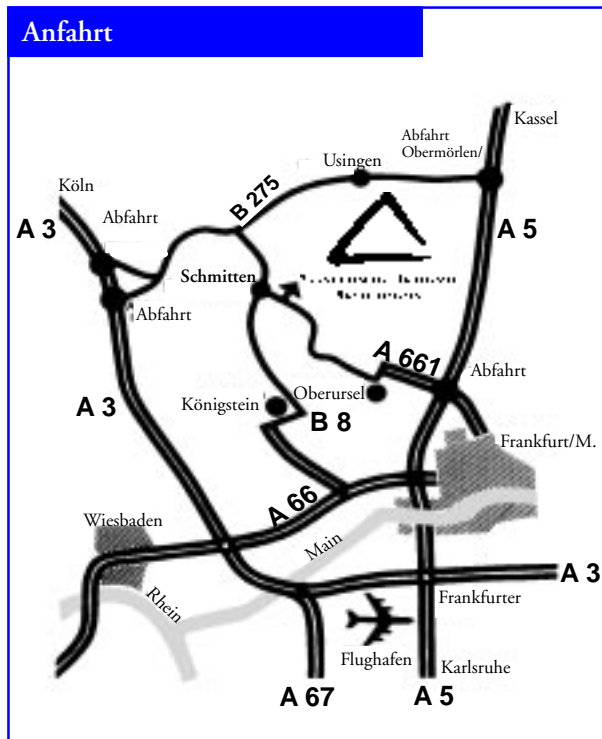 Anfahrt
Kassel
Abfahrt
Obermörlen/
Usingen
Köln
B 275
A 3
Abfahrt
A 5
Schmitten
Abfahrt
A 661
Abfahrt
A 3
Königstein
Oberursel
B 8
Frankfurt/M.
A 66
Wiesbaden
Main
Rhein
A 3
Frankfurter
Flughafen
Karlsruhe
A 67
A 5